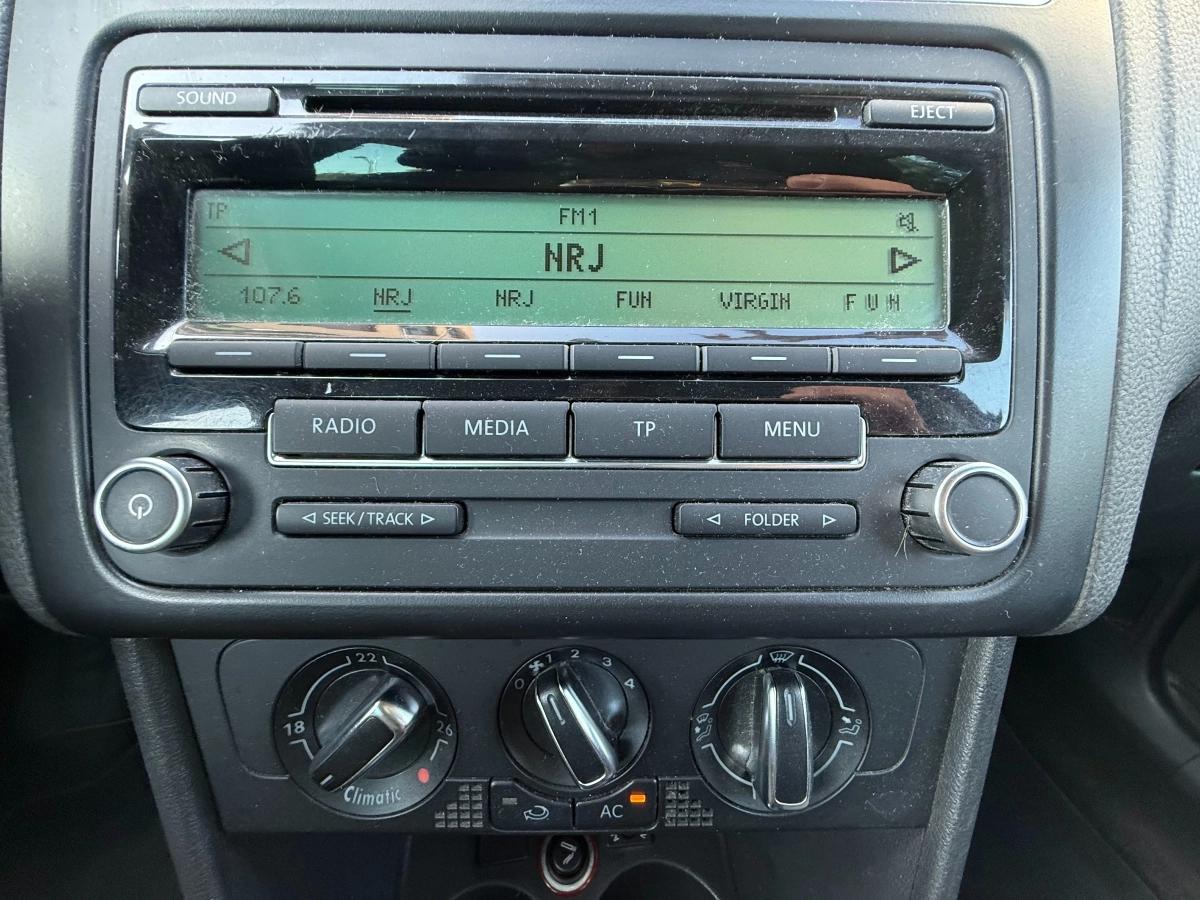 SOUND EJECT
TP FM1
NRJ
107.6 NRJ NRJ FUN VIRGIN F U N
RADIO MEDIA TP MENU
SEEK/TRACK FOLDER
22 18 26
0 1 2 3 4
Climatic
AC